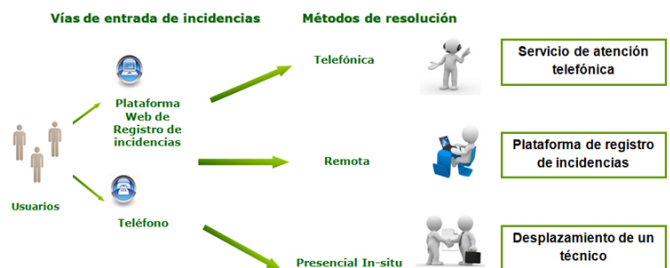 Vías de entrada de incidencias
Métodos de resolución
Telefónica
Servicio de atención
telefónica
Plataforma
Web de
Registro de
incidencias
Remota
Plataforma de registro
de incidencias
Usuarios
Teléfono
Presencial In-situ
Desplazamiento de un
técnico